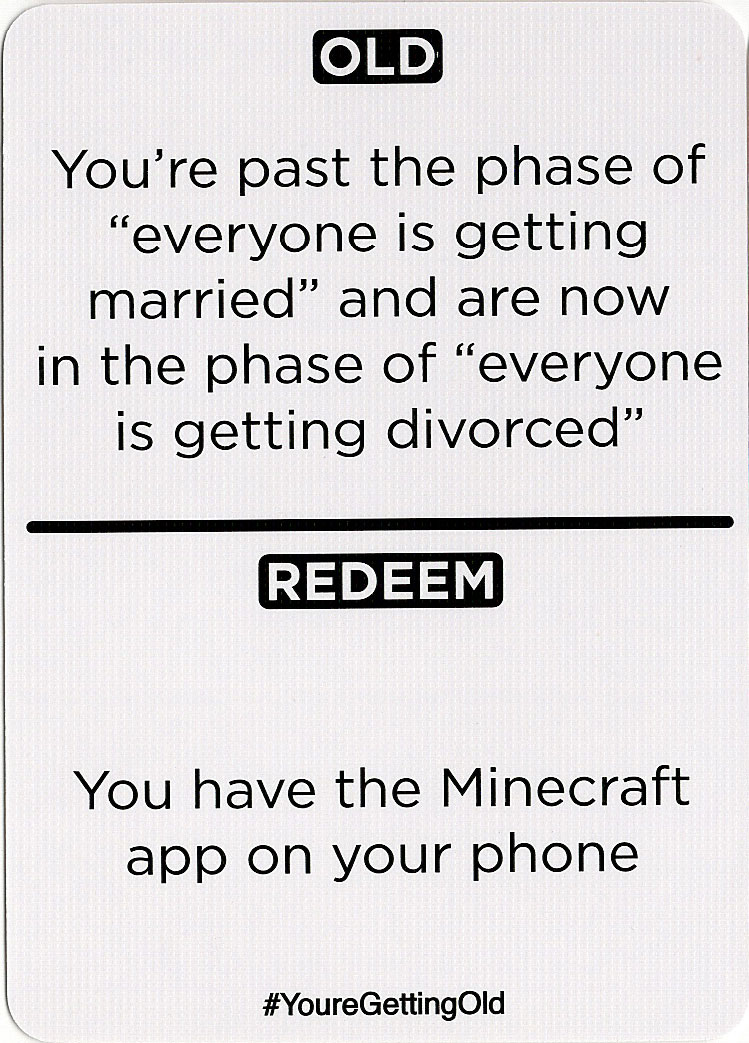 OLD
You’re past the phase of
“everyone is getting
married” and are now
in the phase of “everyone
is getting divorced”
REDEEM
You have the Minecraft
app on your phone
#YoureGettingOld